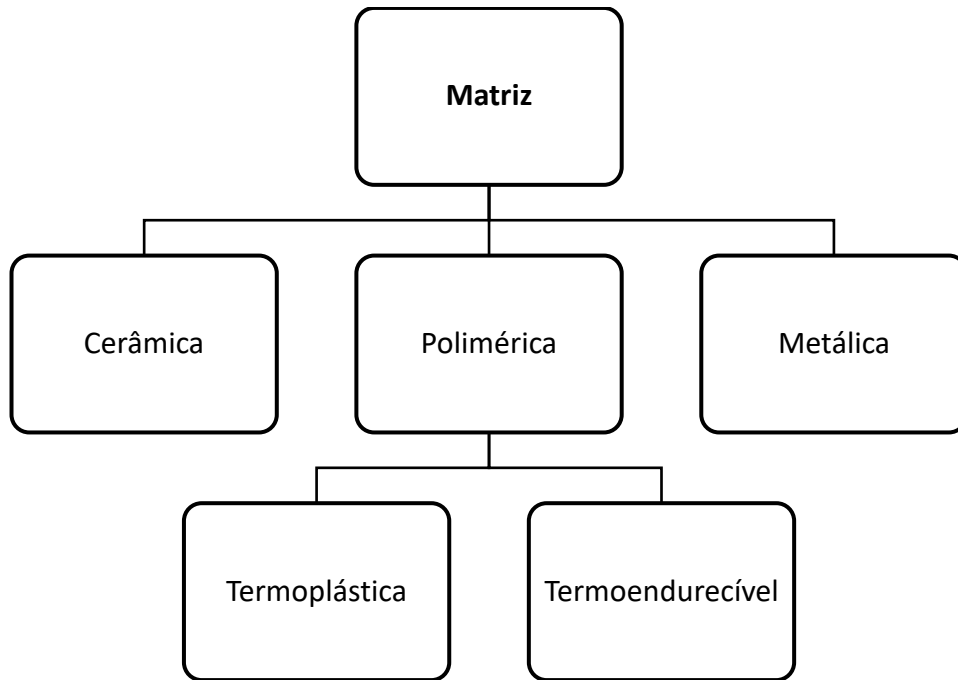 Matriz
Cerâmica
Polimérica
Metálica
Termoplástica
Termoendurecível